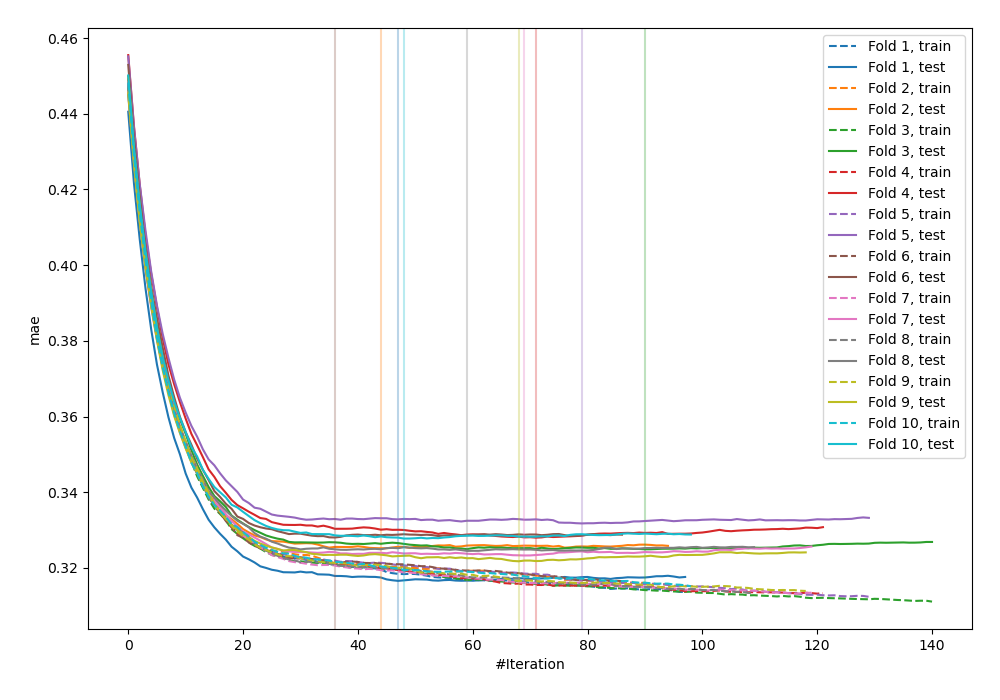 0.46
0.44
0.42
0.40
0.38
0.36
0.34
0.32
mae
0
20
40
60
80
100
120
140
#Iteration
Fold 1, train
Fold 1, test
Fold 2, train
Fold 2, test
Fold 3, train
Fold 3, test
Fold 4, train
Fold 4, test
Fold 5, train
Fold 5, test
Fold 6, train
Fold 6, test
Fold 7, train
Fold 7, test
Fold 8, train
Fold 8, test
Fold 9, train
Fold 9, test
Fold 10, train
Fold 10, test